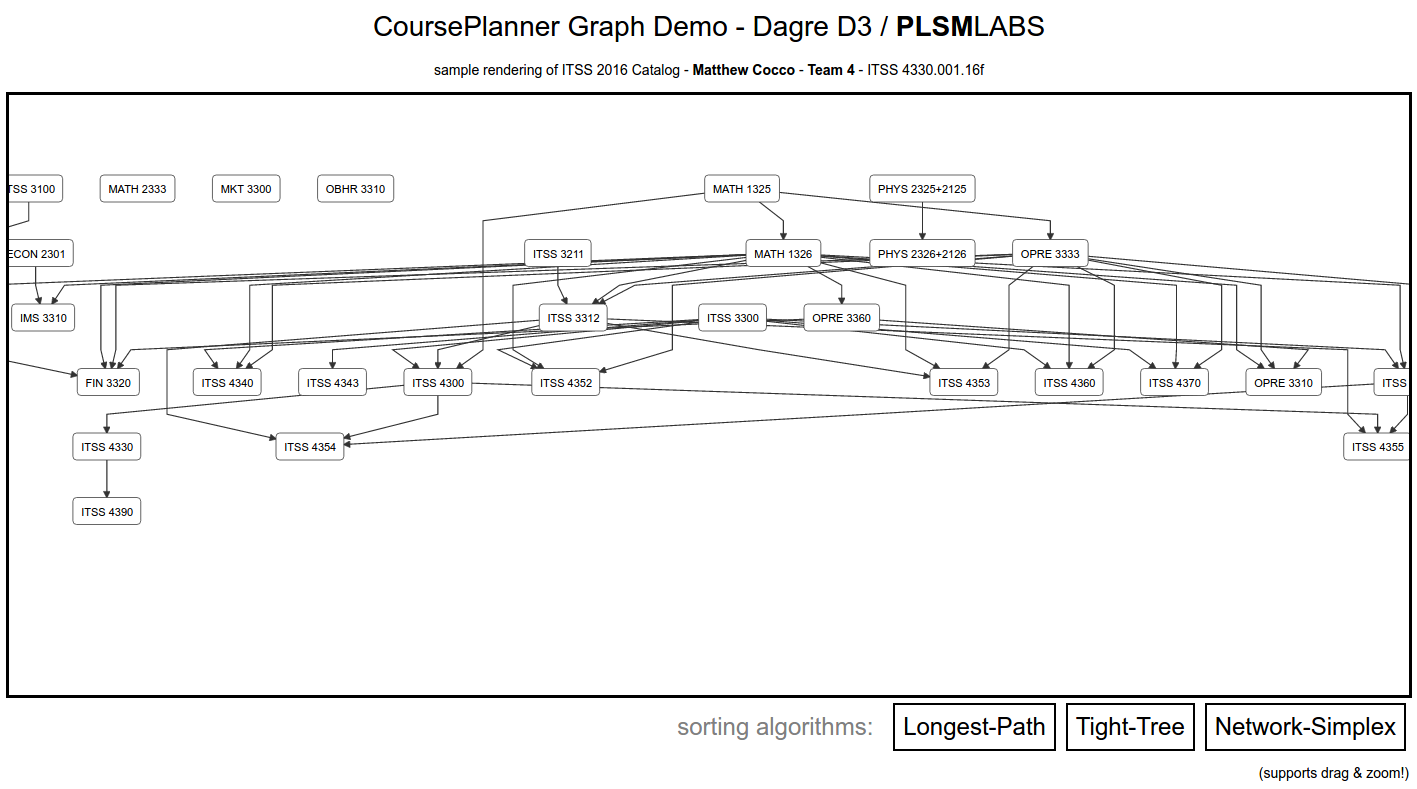 CoursePlanner Graph Demo - Dagre D3 / PLSMLABS
sample rendering of ITSS 2016 Catalog - Matthew Cocco - Team 4 - ITSS 4330.001.16f
TSS 3100 MATH 2333 MKT 3300 OBHR 3310 MATH 1325 PHYS 2325+2125
ECON 2301 ITSS 3211 MATH 1326 PHYS 2326+2126 OPRE 3333
IMS 3310 ITSS 3312 ITSS 3300 OPRE 3360
FIN 3320 ITSS 4340 ITSS 4343 ITSS 4300 ITSS 4352 ITSS 4353 ITSS 4360 ITSS 4370 OPRE 3310 ITSS
ITSS 4330 ITSS 4354 ITSS 4355
ITSS 4390
sorting algorithms: Longest-Path Tight-Tree Network-Simplex
(supports drag & zoom!)